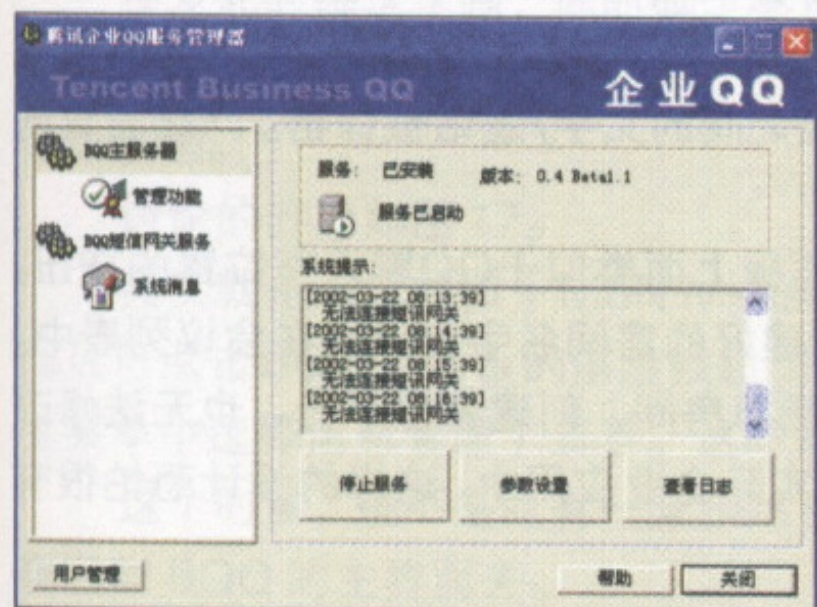 腾讯企业QQ服务管理器
Tencent Business QQ
企业QQ
BQQ主服务器
管理功能
BQQ短信网关服务
系统消息
服务: 已安装 版本: 0.4 Beta1.1
服务已启动
系统提示:
[2002-03-22 08:13:39]
无法连接短讯网关
[2002-03-22 08:14:39]
无法连接短讯网关
[2002-03-22 08:15:39]
无法连接短讯网关
[2002-03-22 08:16:39]
无法连接短讯网关
停止服务 参数设置 查看日志
用户管理 帮助 关闭